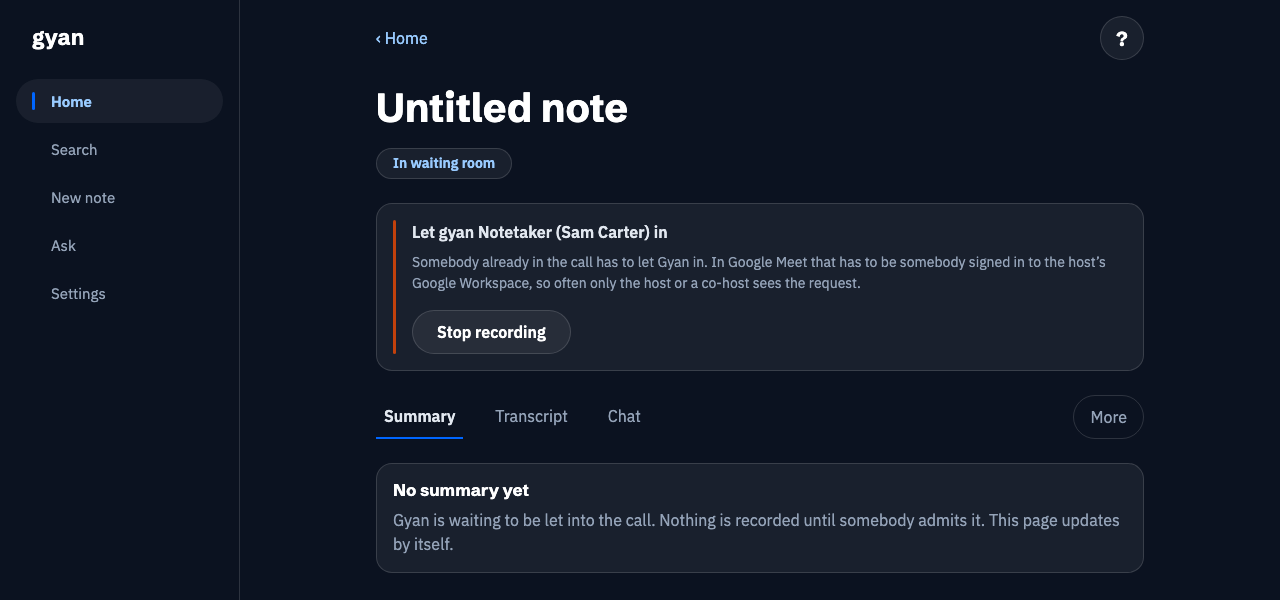 gyan
Home
Search
New note
Ask
Settings
‹ Home
?
Untitled note
In waiting room
Let gyan Notetaker (Sam Carter) in
Somebody already in the call has to let Gyan in. In Google Meet that has to be somebody signed in to the host’s
Google Workspace, so often only the host or a co-host sees the request.
Stop recording
Summary
Transcript
Chat
More
No summary yet
Gyan is waiting to be let into the call. Nothing is recorded until somebody admits it. This page updates
by itself.